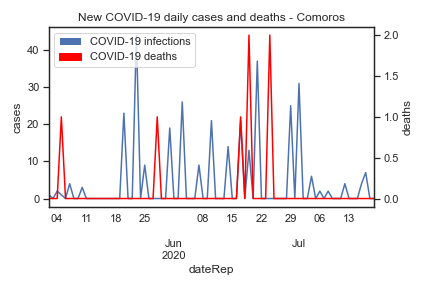 New COVID-19 daily cases and deaths - Comoros
COVID-19 infections
COVID-19 deaths
cases
40
30
20
10
0
deaths
2.0
1.5
1.0
0.5
0.0
04 11 18 25 08 15 22 29 06 13
Jun Jul
2020
dateRep